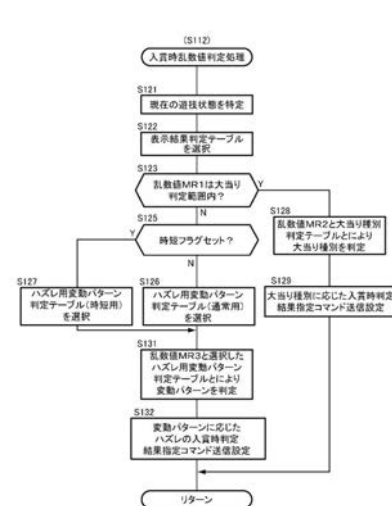 (S112)
入賞時乱数値判定処理
S121
現在の遊技状態を特定
S122
表示結果判定テーブル
を選択
S123
乱数値MR1は大当り
判定範囲内?
Y
N
S125
時短フラグセット?
Y
N
S128
乱数値MR2と大当り種別
判定テーブルとにより
大当り種別を判定
S127
ハズレ用変動パターン
判定テーブル(時短用)
を選択
S126
ハズレ用変動パターン
判定テーブル(通常用)
を選択
S129
大当り種別に応じた入賞時判定
結果指定コマンド送信設定
S131
乱数値MR3と選択した
ハズレ用変動パターン
判定テーブルとにより
変動パターンを判定
S132
変動パターンに応じた
ハズレの入賞時判定
結果指定コマンド送信設定
リターン